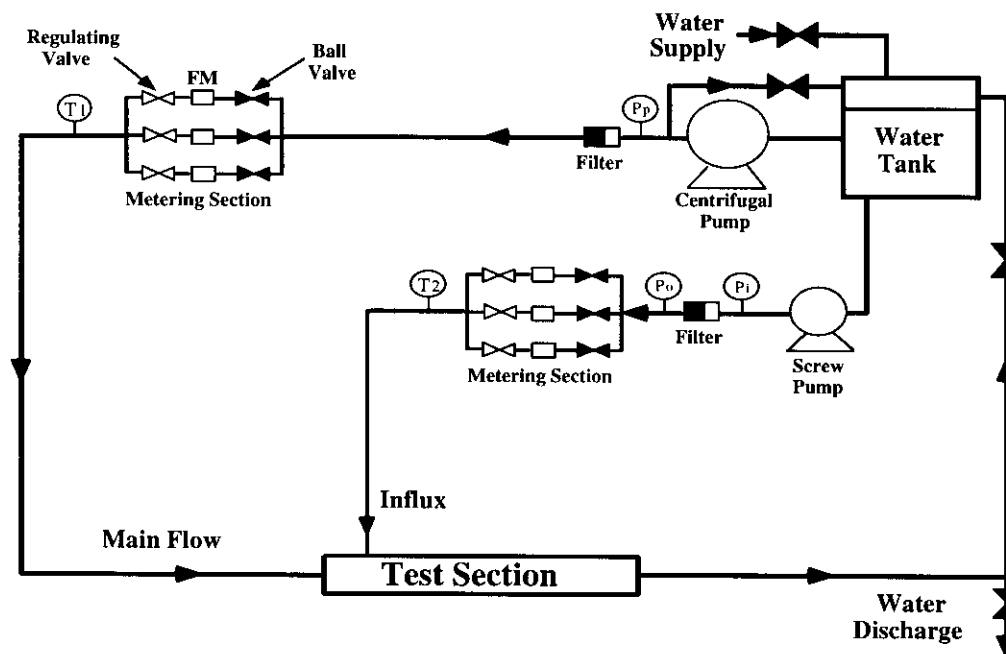 Water
Supply
Regulating
Valve
FM
Ball
Valve
T1
Pp
Water
Tank
Filter
Metering Section
Centrifugal
Pump
T2
Po
Pi
Filter
Metering Section
Screw
Pump
Influx
Main Flow
Test Section
Water
Discharge